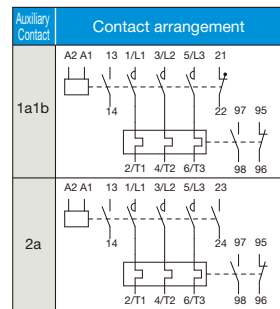 Auxiliary Contact Contact arrangement
1a1b
A2 A1 13 1/L1 3/L2 5/L3 21
14 22 97 95
2/T1 4/T2 6/T3 98 96
2a
A2 A1 13 1/L1 3/L2 5/L3 23
14 24 97 95
2/T1 4/T2 6/T3 98 96